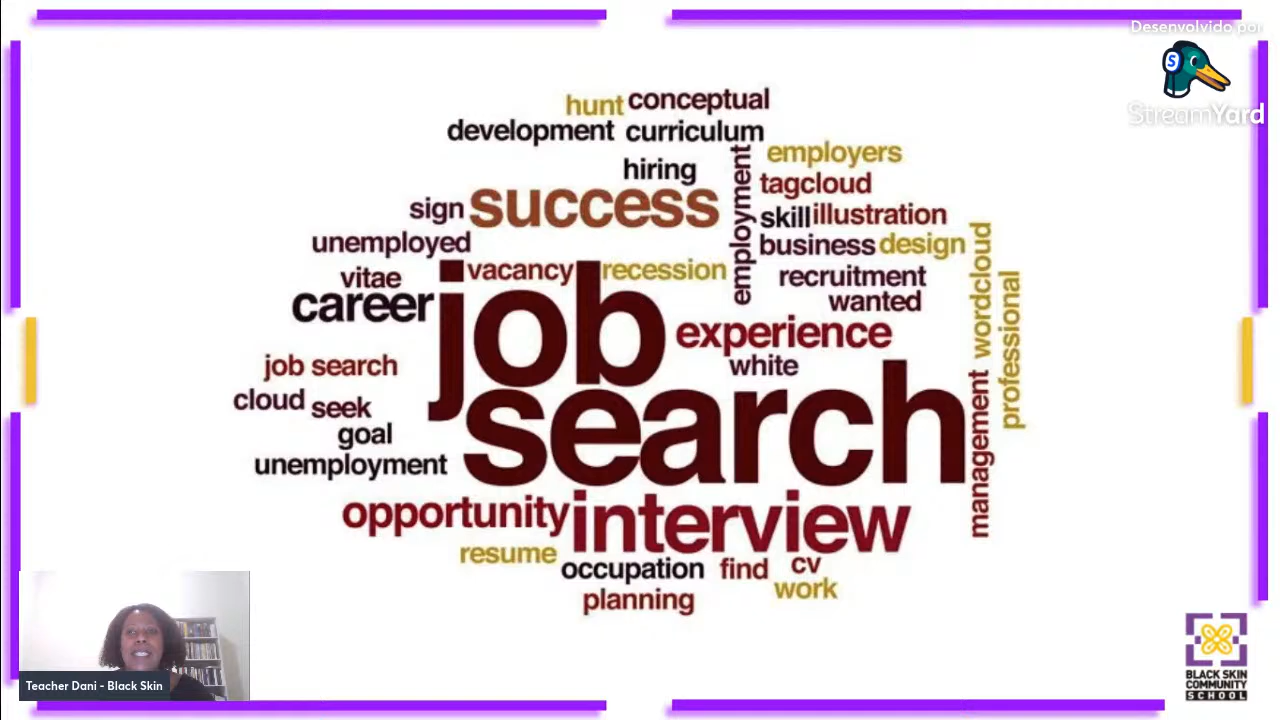 Desenvolvido por
StreamYard
hunt conceptual
development curriculum
hiring
employers
employment
tagcloud
sign success
skill illustration
unemployed
business design
vacancy recession
vitae
recruitment
career
wanted
job
experience
wordcloud
professional
white
job search
search
cloud seek
management
goal
unemployment
opportunity interview
resume
occupation find cv
work
planning
Teacher Dani - Black Skin
BLACK SKIN
COMMUNITY
SCHOOL